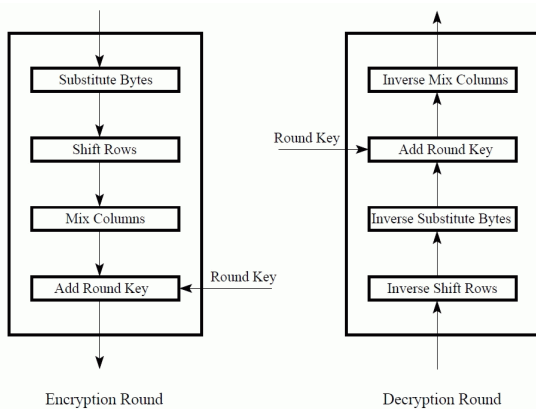 Substitute Bytes
Shift Rows
Mix Columns
Add Round Key
Round Key
Encryption Round
Inverse Mix Columns
Round Key
Add Round Key
Inverse Substitute Bytes
Inverse Shift Rows
Decryption Round